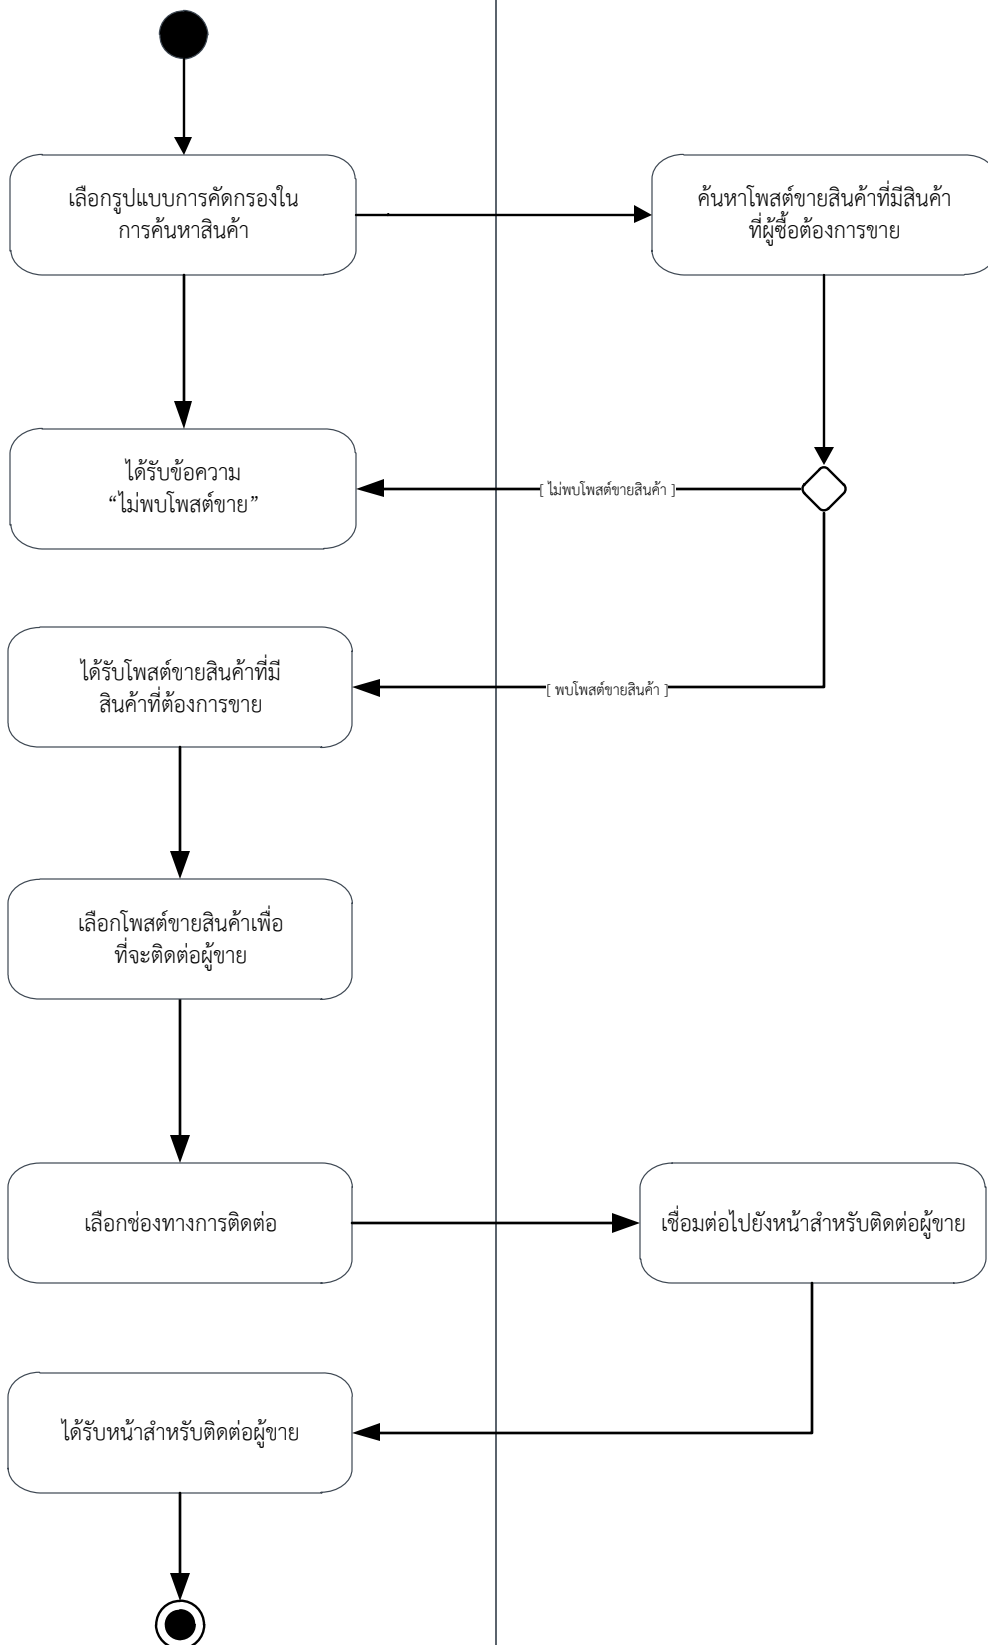 เลือกรูปแบบการคัดกรองใน
การค้นหาสินค้า
ค้นหาโพสต์ขายสินค้าที่มีสินค้า
ที่ผู้ซื้อต้องการขาย
ได้รับข้อความ
“ไม่พบโพสต์ขาย”
[ ไม่พบโพสต์ขายสินค้า ]
ได้รับโพสต์ขายสินค้าที่มี
สินค้าที่ต้องการขาย
[ พบโพสต์ขายสินค้า ]
เลือกโพสต์ขายสินค้าเพื่อ
ที่จะติดต่อผู้ขาย
เลือกช่องทางการติดต่อ
เชื่อมต่อไปยังหน้าสำหรับติดต่อผู้ขาย
ได้รับหน้าสำหรับติดต่อผู้ขาย